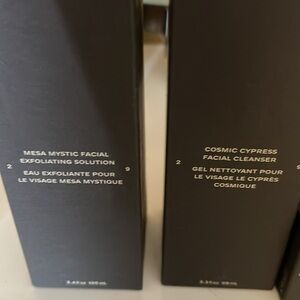 MESA MYSTIC FACIAL
EXFOLIATING SOLUTION
2 9
EAU EXFOLIANTE POUR
LE VISAGE MESA MYSTIQUE
COSMIC CYPRESS
FACIAL CLEANSER
2 9
GEL NETTOYANT POUR
LE VISAGE LE CYPRÈS
COSMIQUE